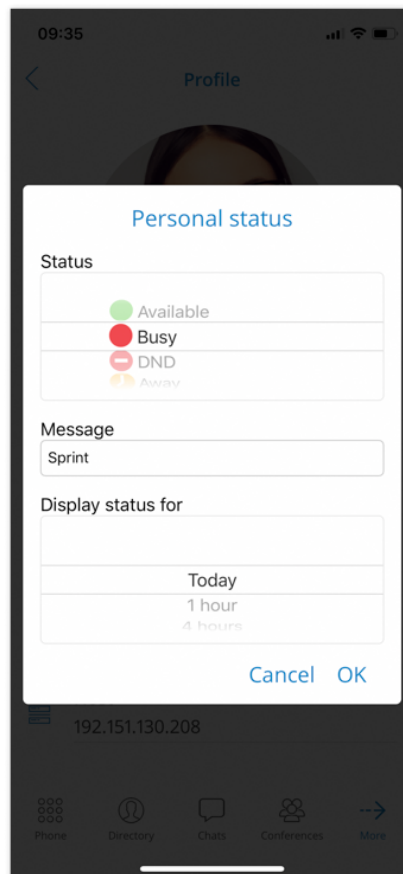 09:35
Profile
Personal status
Status
Available
Busy
DND
Away
Message
Sprint
Display status for
Today
1 hour
4 hours
Cancel OK
192.151.130.208
Phone Directory Chats Conferences More